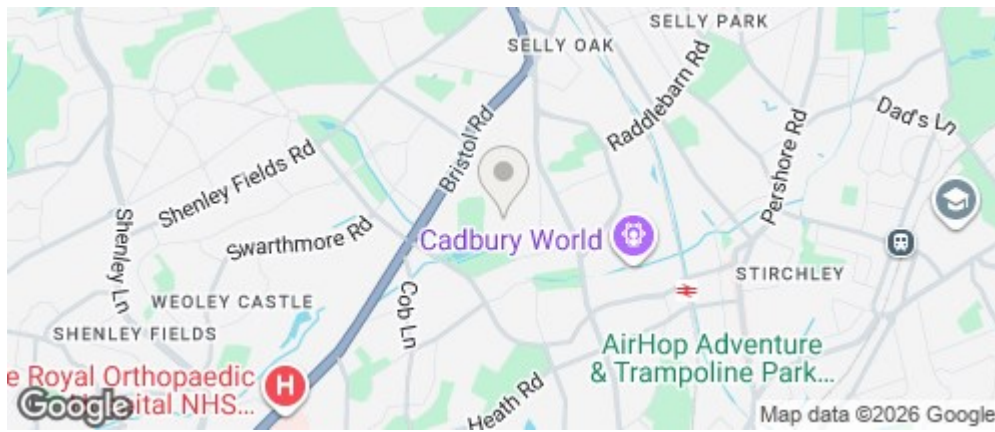 SELLY PARK
SELLY OAK
Raddlebarn Rd
Dad's Ln
Bristol Rd
Pershore Rd
Shenley Fields Rd
Shenley Ln
Swarthmore Rd
Cadbury World
STIRCHLEY
WEOLEY CASTLE
Cob Ln
SHENLEY FIELDS
AirHop Adventure
& Trampoline Park...
e Royal Orthopaedic
ital NHS...
H
Heath Rd
Google
Map data ©2026 Google